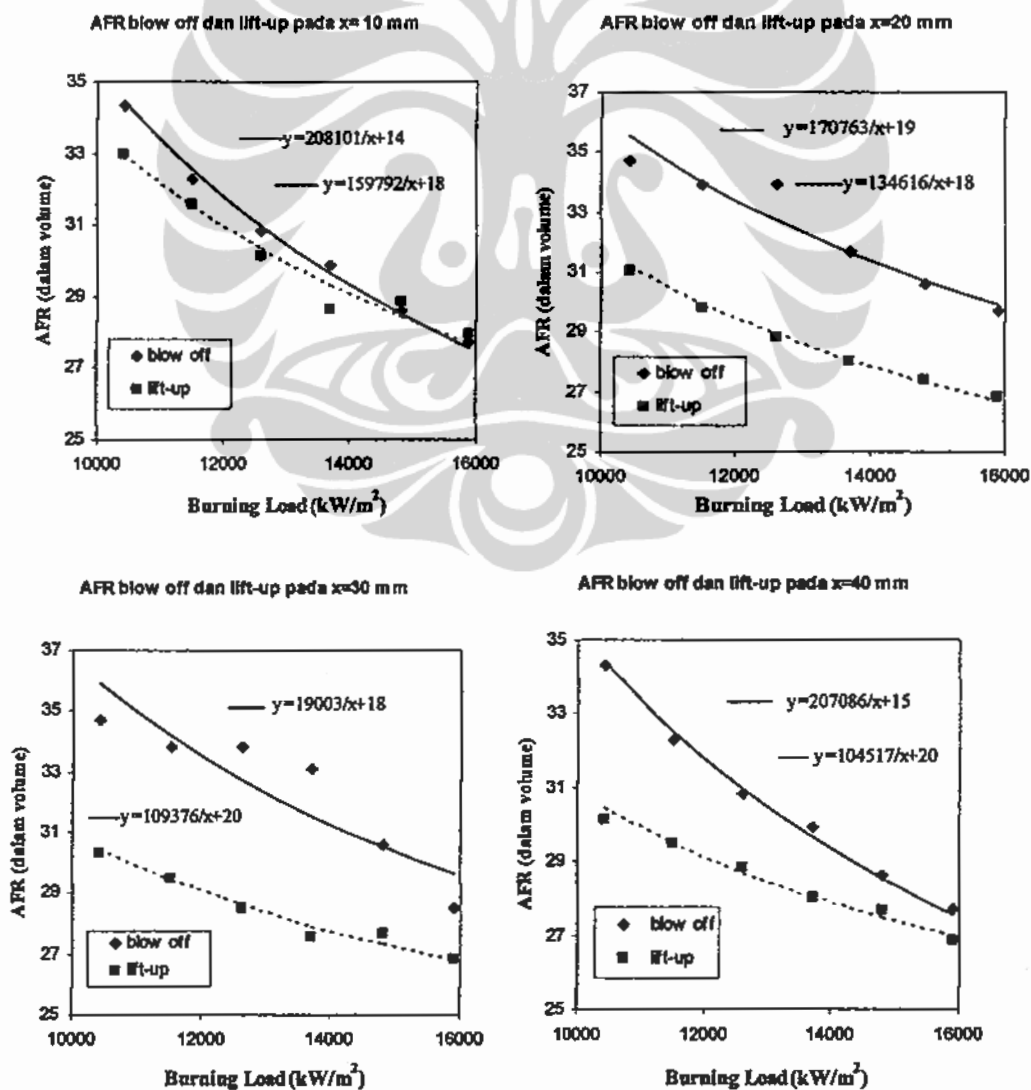 AFR blow off dan lift-up pada x= 10 mm
AFR (dalam volume)
35
33
31
29
27
25
y=208101/x+14
y=159792/x+18
blow off
lift-up
10000 12000 14000 16000
Burning Load (kW/m²)
AFR blow off dan lift-up pada x=20 mm
AFR (dalam volume)
37
35
33
31
29
27
25
y=170763/x+19
y=134616/x+18
blow off
lift-up
10000 12000 14000 16000
Burning Load (kW/m²)
AFR blow off dan lift-up pada x=30 mm
AFR (dalam volume)
37
35
33
31
29
27
25
y=19003/x+18
y=109376/x+20
blow off
lift-up
10000 12000 14000 16000
Burning Load (kW/m²)
AFR blow off dan lift-up pada x=40 mm
AFR (dalam volume)
35
33
31
29
27
25
y=207086/x+15
y=104517/x+20
blow off
lift-up
10000 12000 14000 16000
Burning Load (kW/m²)